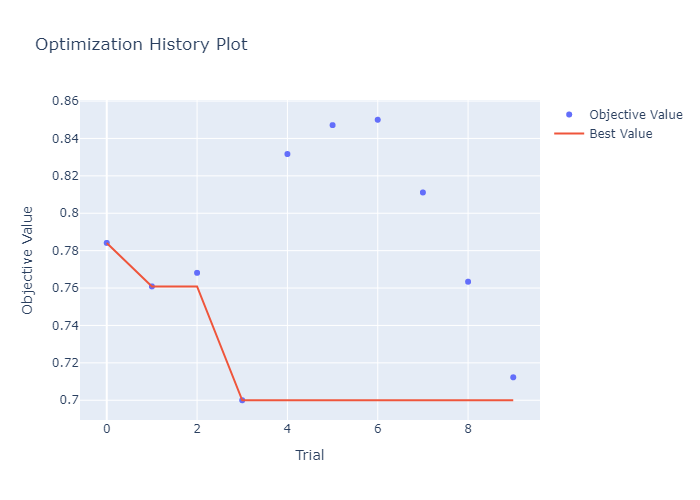 Optimization History Plot
Objective Value
Best Value
0.86
0.84
0.82
0.8
0.78
0.76
0.74
0.72
0.7
Objective Value
0 2 4 6 8
Trial